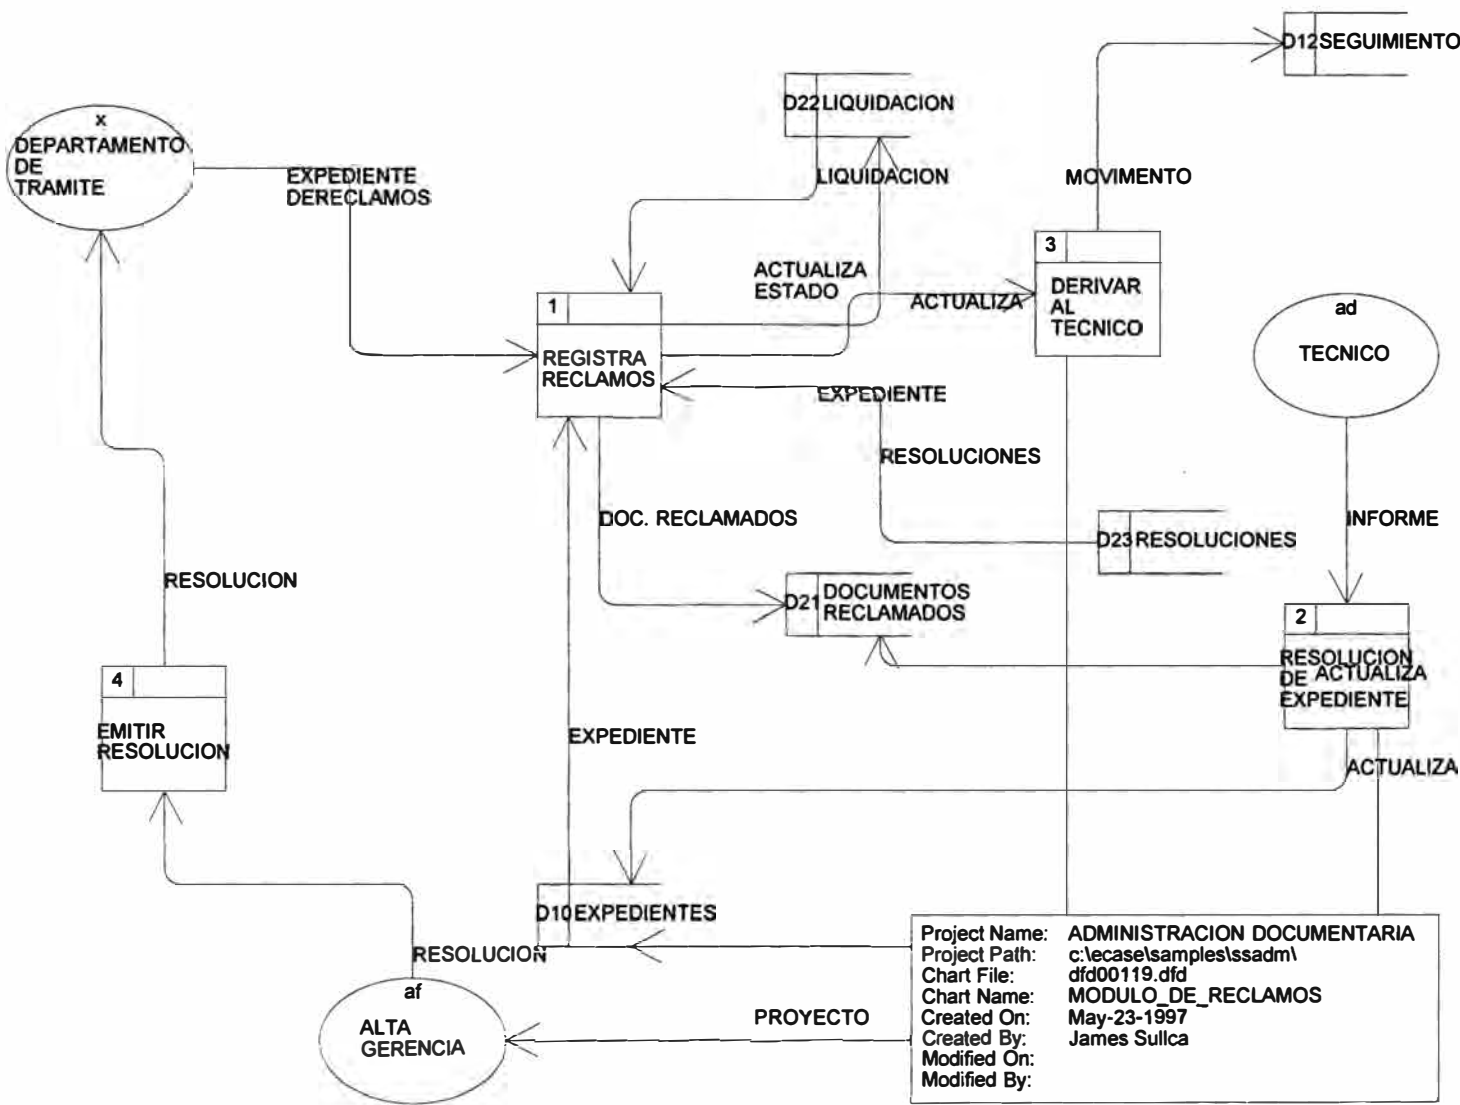 D12 SEGUIMIENTO
D22 LIQUIDACION
x
DEPARTAMENTO
DE
TRAMITE
EXPEDIENTE
DERECLAMOS
LIQUIDACION
MOVIMENTO
3
DERIVAR
AL
TECNICO
ACTUALIZA
ESTADO
ACTUALIZA
1
REGISTRA
RECLAMOS
ad
TECNICO
EXPEDIENTE
RESOLUCIONES
DOC. RECLAMADOS
INFORME
D23 RESOLUCIONES
RESOLUCION
D21 DOCUMENTOS
RECLAMADOS
2
RESOLUCION
DE
EXPEDIENTE
ACTUALIZA
4
EMITIR
RESOLUCION
EXPEDIENTE
ACTUALIZA
D10 EXPEDIENTES
RESOLUCION
af
ALTA
GERENCIA
PROYECTO
Project Name: ADMINISTRACION DOCUMENTARIA
Project Path: c:\ecase\samples\ssadm\
Chart File: dfd00119.dfd
Chart Name: MODULO_DE_RECLAMOS
Created On: May-23-1997
Created By: James Sullca
Modified On:
Modified By: